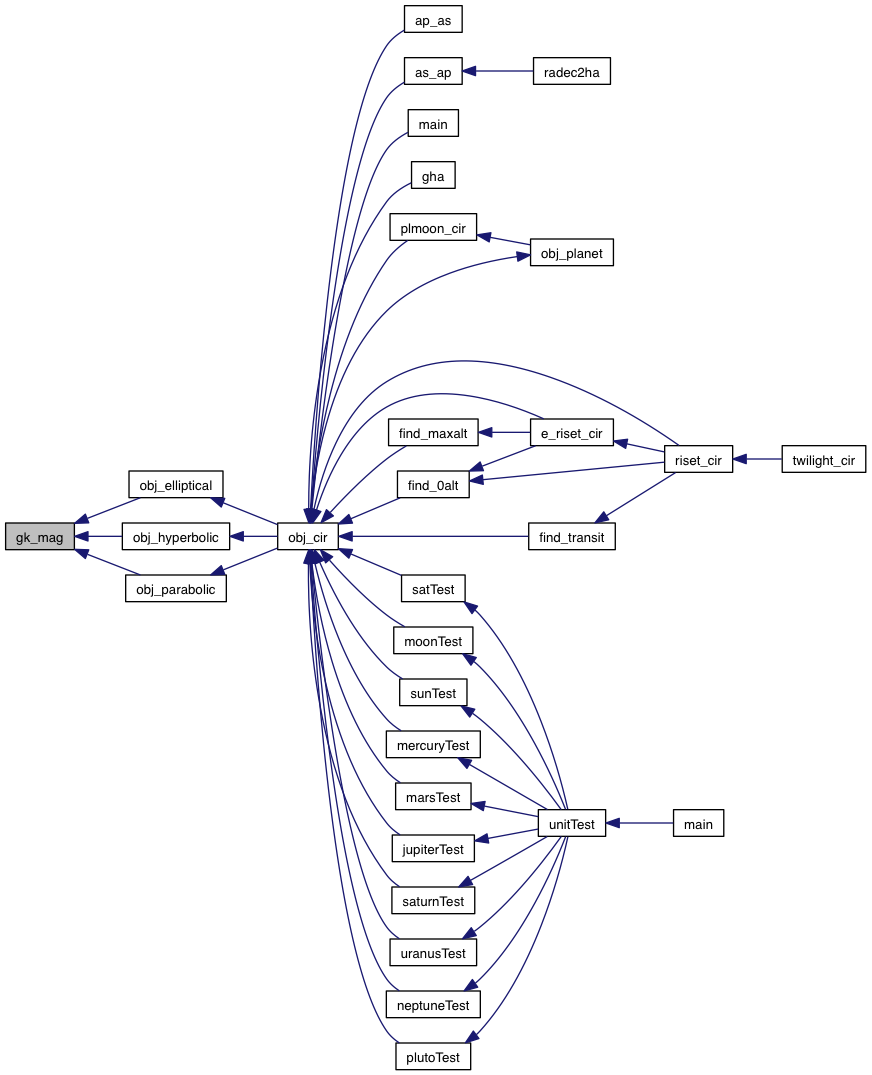 ap_as
as_ap
radec2ha
main
gha
plmoon_cir
obj_planet
find_maxalt
e_riset_cir
riset_cir
twilight_cir
find_0alt
obj_elliptical
gk_mag
obj_hyperbolic
obj_cir
find_transit
obj_parabolic
satTest
moonTest
sunTest
mercuryTest
marsTest
unitTest
main
jupiterTest
saturnTest
uranusTest
neptuneTest
plutoTest